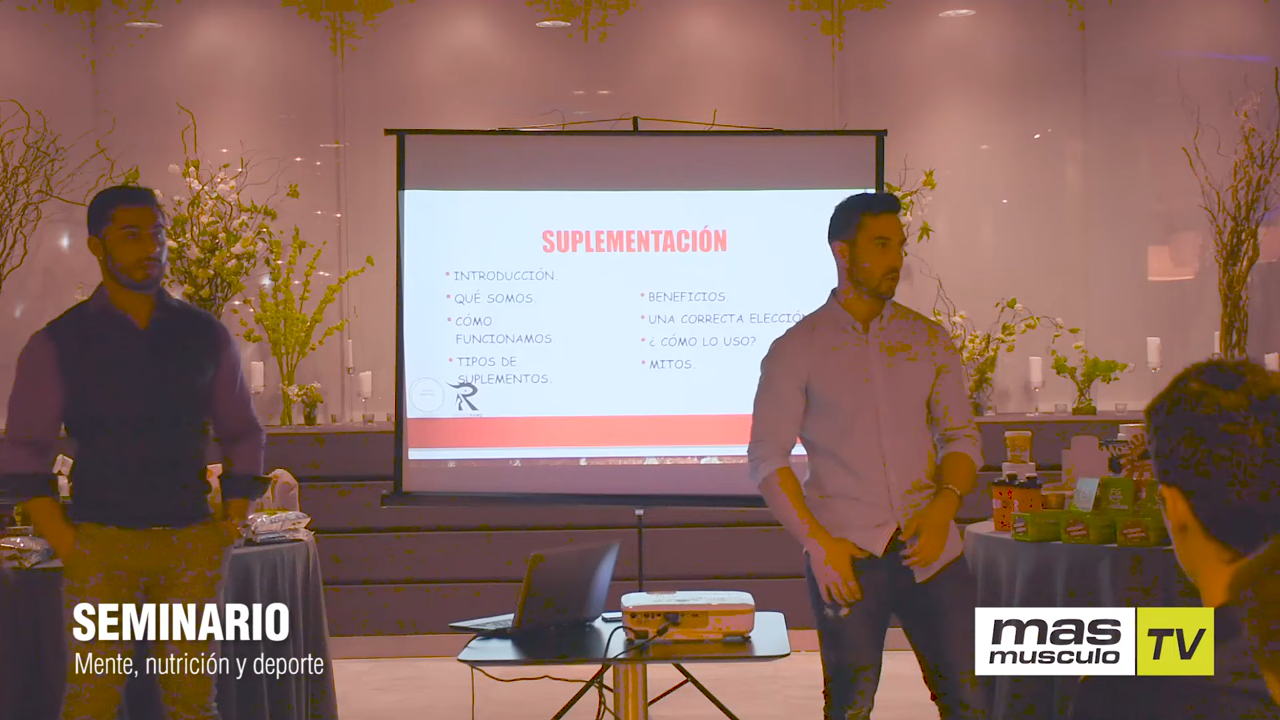 SUPLEMENTACIÓN
INTRODUCCIÓN.
QUÉ SOMOS.
CÓMO
FUNCIONAMOS.
TIPOS DE
SUPLEMENTOS.
BENEFICIOS.
UNA CORRECTA ELECCIÓN
¿ CÓMO LO USO?
MITOS.
R
SEMINARIO
Mente, nutrición y deporte
mas
musculo
TV